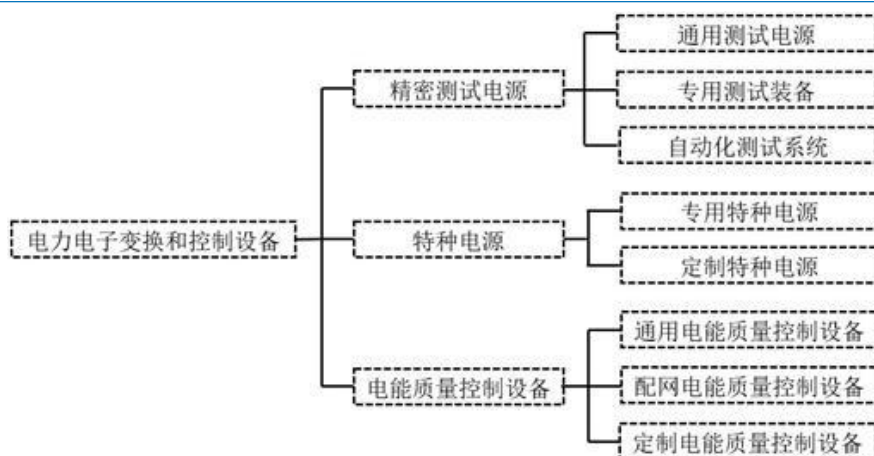 通用测试电源
精密测试电源
专用测试装备
自动化测试系统
专用特种电源
电力电子变换和控制设备
特种电源
定制特种电源
通用电能质量控制设备
电能质量控制设备
配网电能质量控制设备
定制电能质量控制设备